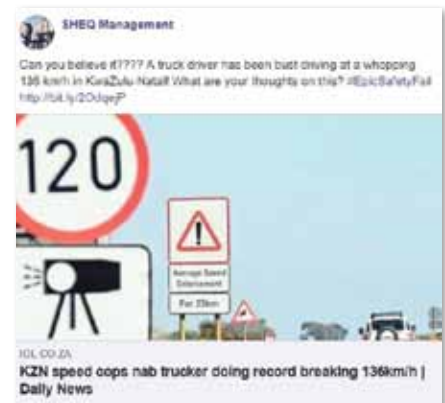 SHEQ Management
Can you believe it???? A truck driver has been bust driving at a whopping
136 km/h in KwaZulu-Natal! What are your thoughts on this? #EpicSafetyFail
120
Average Speed
Enforcement
For 25km
IOL.CO.ZA
KZN speed cops nab trucker doing record breaking 136km/h |
Daily News